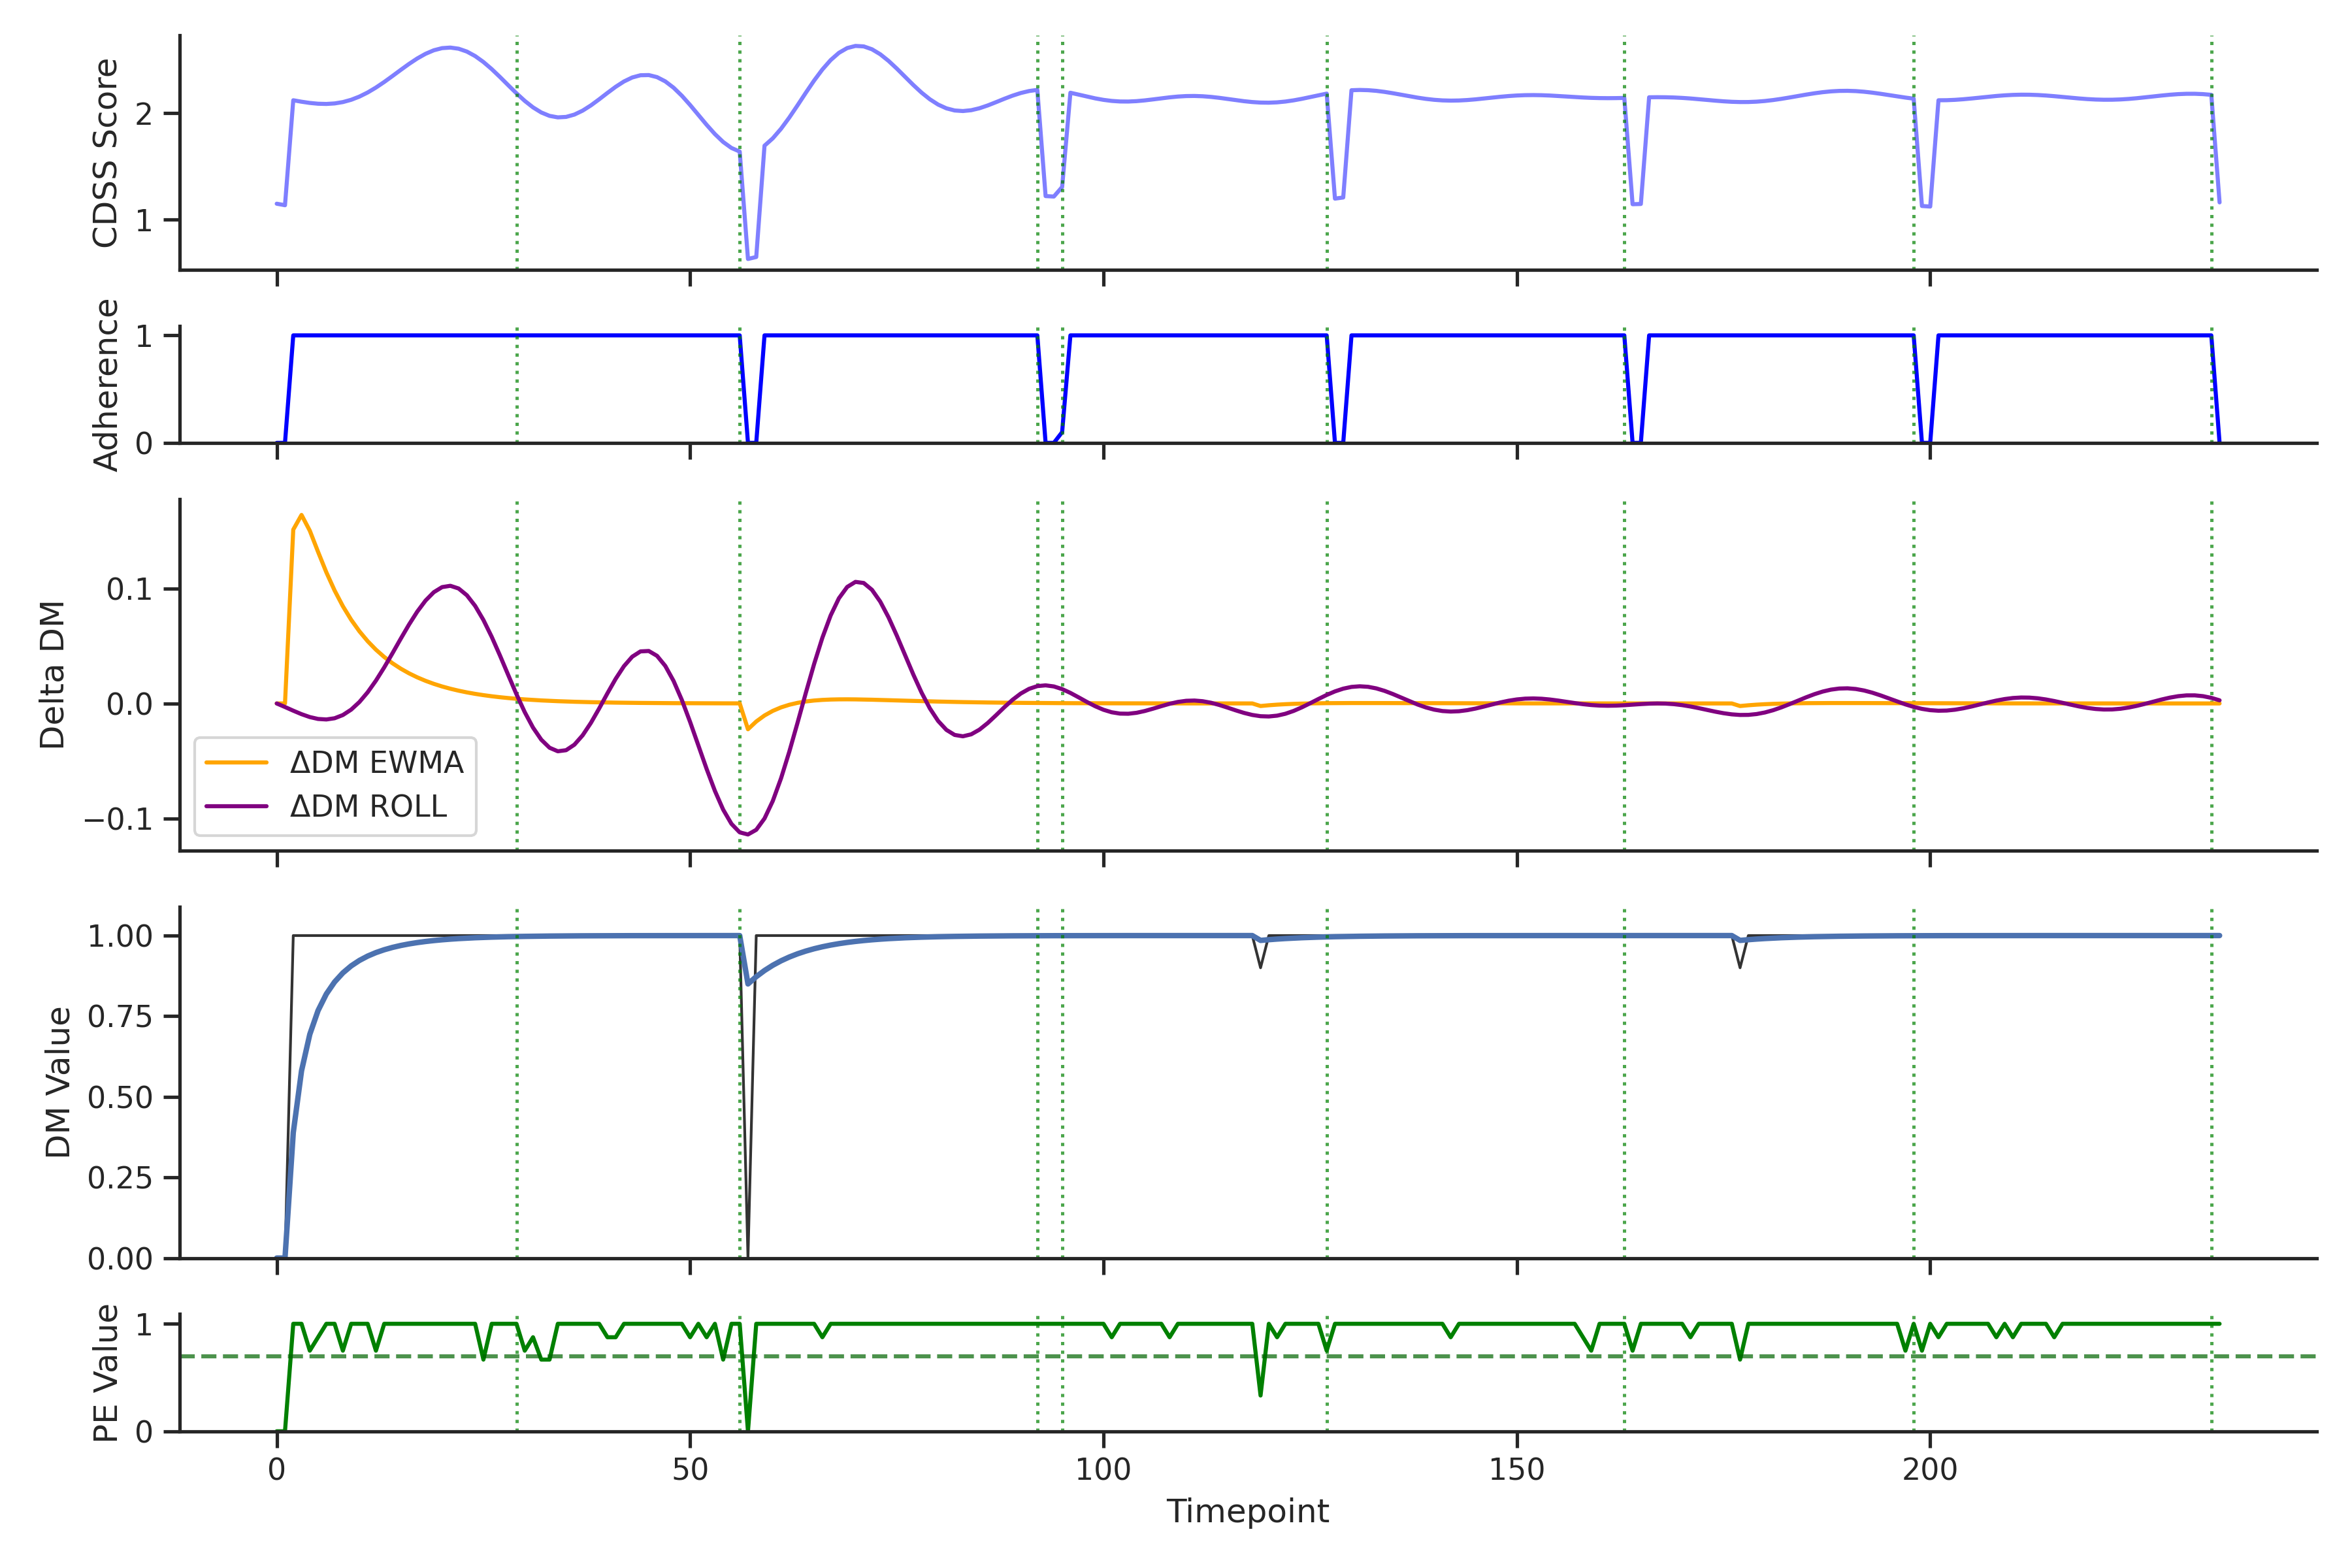 CDSS Score
2
1
Adherence
1
0
Delta DM
0.1
0.0
−0.1
ΔDM EWMA
ΔDM ROLL
DM Value
1.00
0.75
0.50
0.25
0.00
PE Value
1
0
0
50
100
150
200
Timepoint